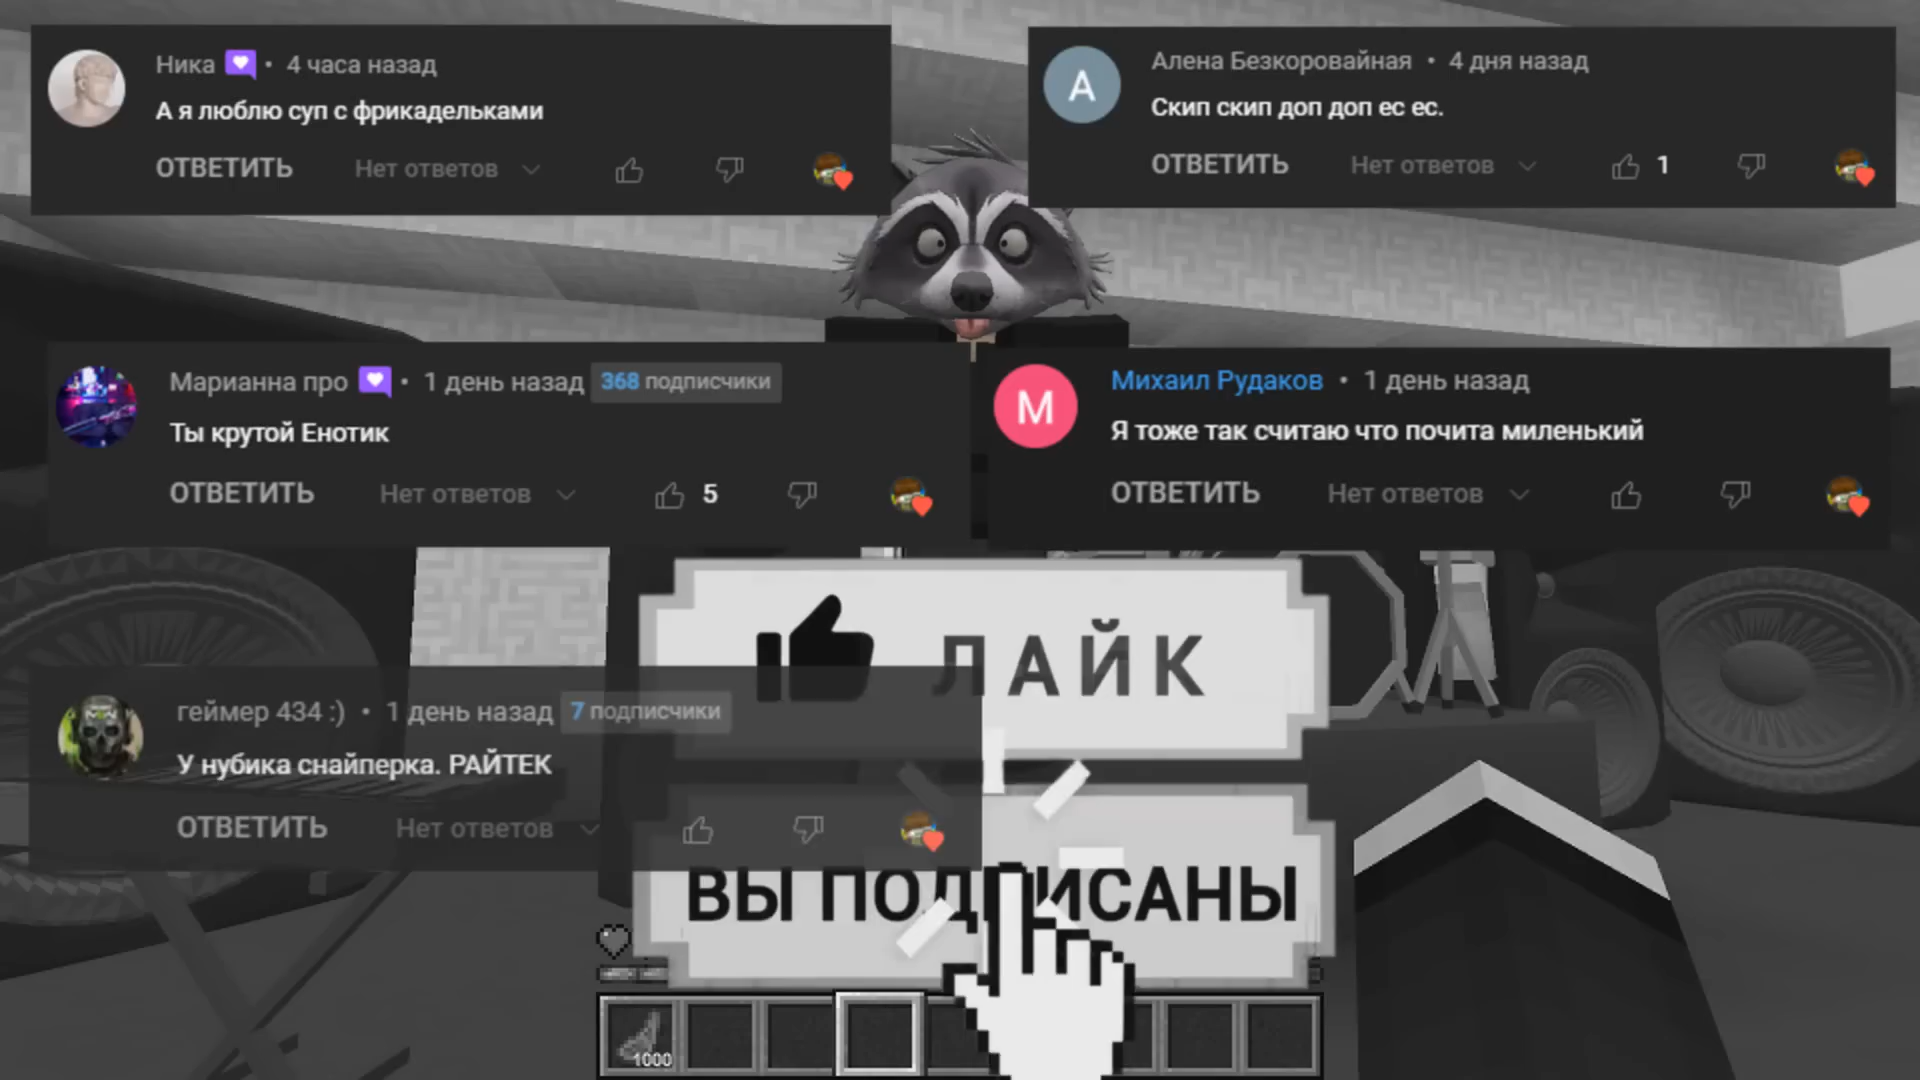 Ника • 4 часа назад
А я люблю суп с фрикадельками
ОТВЕТИТЬ Нет ответов
Алена Безкоровайная • 4 дня назад
Скип скип доп доп ес ес.
ОТВЕТИТЬ Нет ответов 1
Марианна про • 1 день назад 368 подписчики
Ты крутой Енотик
ОТВЕТИТЬ Нет ответов 5
М
Михаил Рудаков • 1 день назад
Я тоже так считаю что почита миленький
ОТВЕТИТЬ Нет ответов
А
ЛАЙК
геймер 434 :) • 1 день назад 7 подписчики
У нубика снайперка. РАЙТЕК
ОТВЕТИТЬ Нет ответов
ВЫ ПОДПИСАНЫ
1000